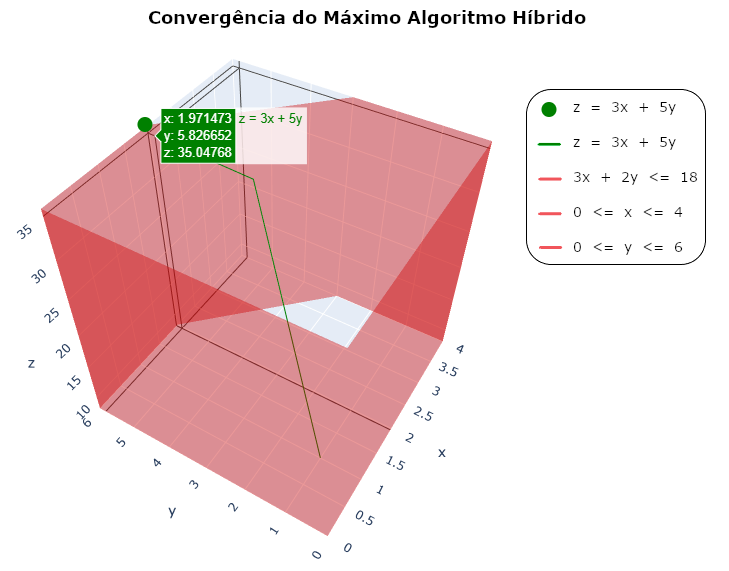 Convergência do Máximo Algoritmo Híbrido
x: 1.971473
y: 5.826652
z: 35.04768
z = 3x + 5y
z = 3x + 5y
z = 3x + 5y
3x + 2y <= 18
0 <= x <= 4
0 <= y <= 6
35
30
25
20
15
10
z
6
5
4
3
2
1
0
y
0
0.5
1
1.5
2
2.5
3
3.5
4
x